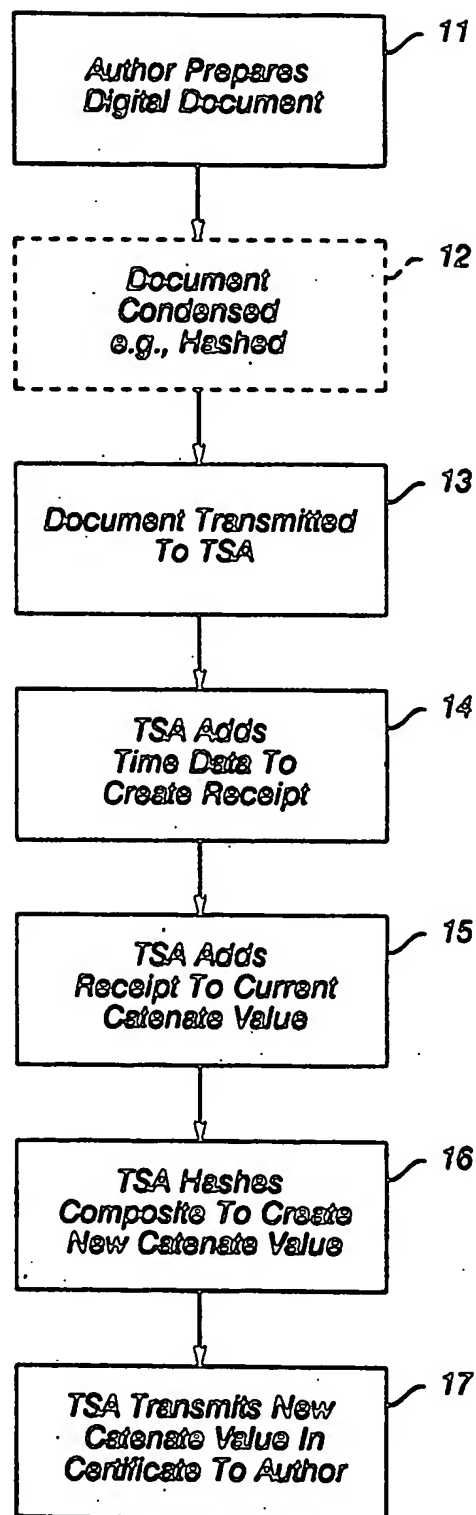 11
Author Prepares
Digital Document
12
Document
Condensed
e.g., Hashed
13
Document Transmitted
To TSA
14
TSA Adds
Time Data To
Create Receipt
15
TSA Adds
Receipt To Current
Catenate Value
16
TSA Hashes
Composite To Create
New Catenate Value
17
TSA Transmits New
Catenate Value In
Certificate To Author